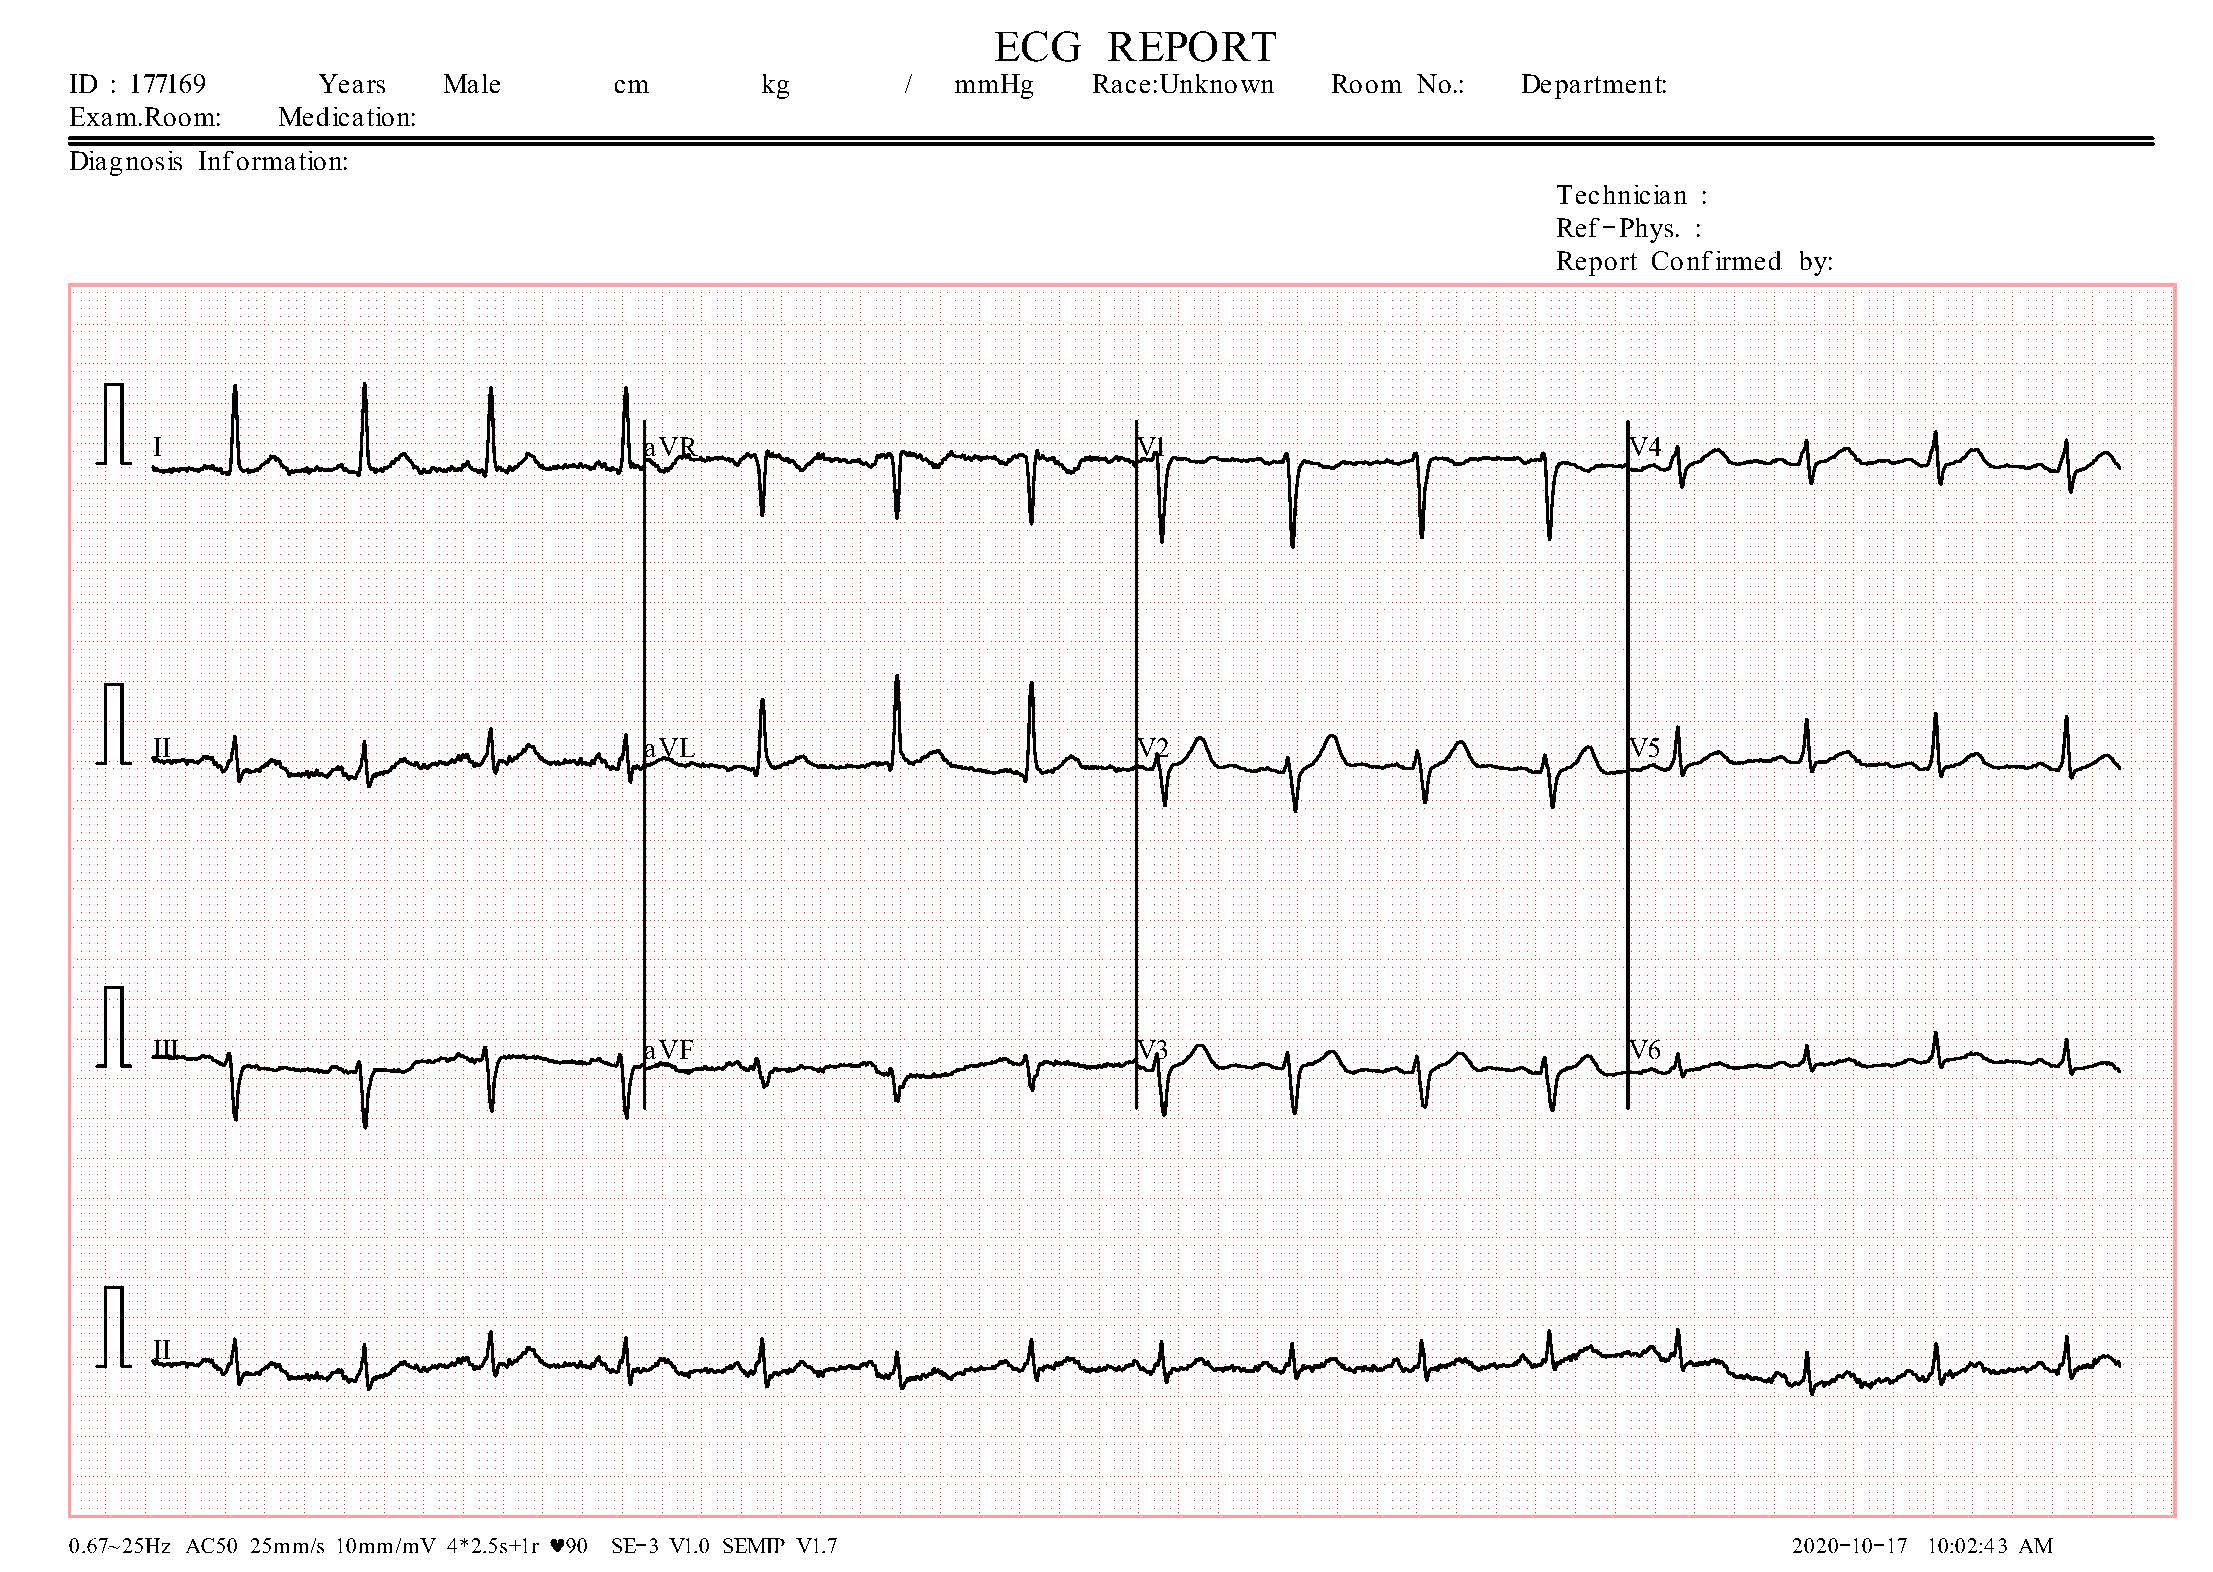 ECG REPORT
ID : 177169 Years Male cm kg / mmHg Race:Unknown Room No.: Department:
Exam.Room: Medication:
Diagnosis Information:
Technician :
Ref-Phys. :
Report Confirmed by:
I aVR V1 V4
II aVL V2 V5
III aVF V3 V6
II
0.67~25Hz AC50 25mm/s 10mm/mV 4*2.5s+1r ♥90 SE-3 V1.0 SEMIP V1.7 2020-10-17 10:02:43 AM